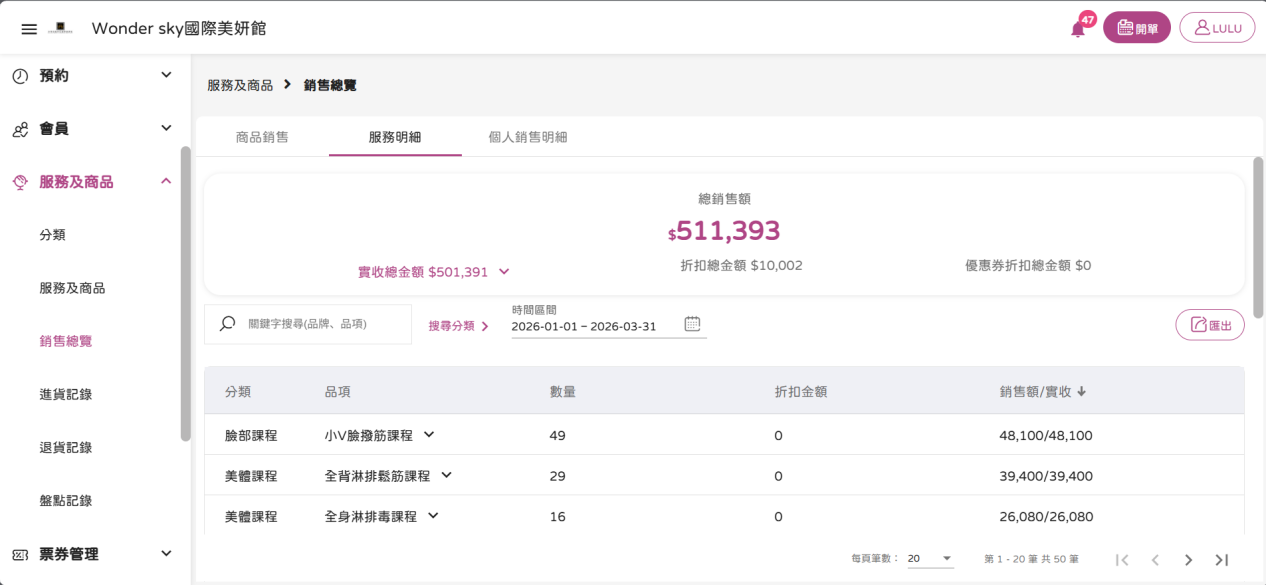 Wonder sky國際美妍館
47
開單
LULU
預約
會員
服務及商品
分類
服務及商品
銷售總覽
進貨記錄
退貨記錄
盤點記錄
票券管理
服務及商品 銷售總覽
商品銷售 服務明細 個人銷售明細
總銷售額
$511,393
實收總金額 $501,391 折扣總金額 $10,002 優惠券折扣總金額 $0
關鍵字搜尋(品牌、品項)
搜尋分類
時間區間
2026-01-01 – 2026-03-31
匯出
分類 品項 數量 折扣金額 銷售額/實收
臉部課程 小V臉撥筋課程 49 0 48,100/48,100
美體課程 全背淋排鬆筋課程 29 0 39,400/39,400
美體課程 全身淋排毒課程 16 0 26,080/26,080
每頁筆數： 20 第 1 - 20 筆 共 50 筆